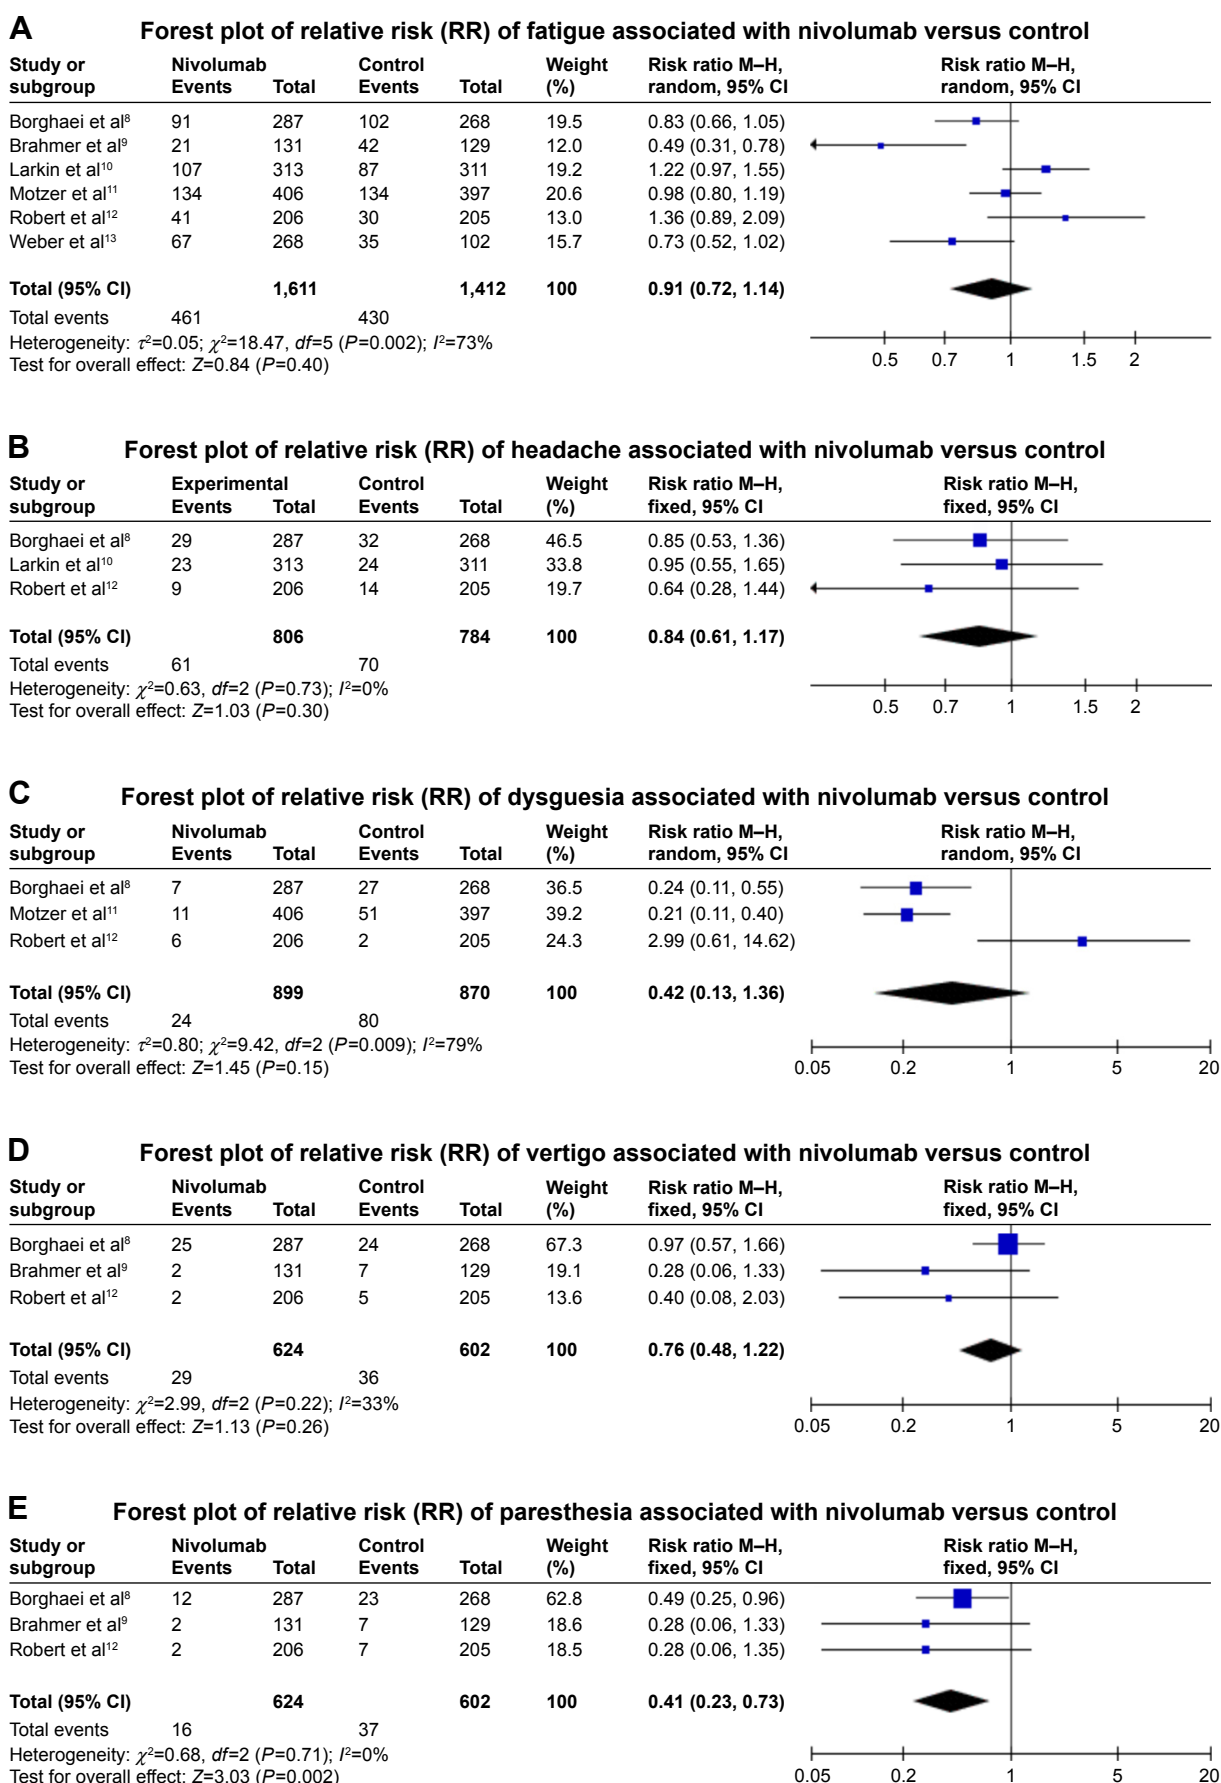 A Forest plot of relative risk (RR) of fatigue associated with nivolumab versus control
Study or Nivolumab Control Weight Risk ratio M–H, Risk ratio M–H,
subgroup Events Total Events Total (%) random, 95% CI random, 95% CI
Borghaei et al⁸ 91 287 102 268 19.5 0.83 (0.66, 1.05)
Brahmer et al⁹ 21 131 42 129 12.0 0.49 (0.31, 0.78)
Larkin et al¹⁰ 107 313 87 311 19.2 1.22 (0.97, 1.55)
Motzer et al¹¹ 134 406 134 397 20.6 0.98 (0.80, 1.19)
Robert et al¹² 41 206 30 205 13.0 1.36 (0.89, 2.09)
Weber et al¹³ 67 268 35 102 15.7 0.73 (0.52, 1.02)
Total (95% CI) 1,611 1,412 100 0.91 (0.72, 1.14)
Total events 461 430
Heterogeneity: τ²=0.05; χ²=18.47, df=5 (P=0.002); I²=73%
Test for overall effect: Z=0.84 (P=0.40)
0.5 0.7 1 1.5 2
B Forest plot of relative risk (RR) of headache associated with nivolumab versus control
Study or Experimental Control Weight Risk ratio M–H, Risk ratio M–H,
subgroup Events Total Events Total (%) fixed, 95% CI fixed, 95% CI
Borghaei et al⁸ 29 287 32 268 46.5 0.85 (0.53, 1.36)
Larkin et al¹⁰ 23 313 24 311 33.8 0.95 (0.55, 1.65)
Robert et al¹² 9 206 14 205 19.7 0.64 (0.28, 1.44)
Total (95% CI) 806 784 100 0.84 (0.61, 1.17)
Total events 61 70
Heterogeneity: χ²=0.63, df=2 (P=0.73); I²=0%
Test for overall effect: Z=1.03 (P=0.30)
0.5 0.7 1 1.5 2
C Forest plot of relative risk (RR) of dysguesia associated with nivolumab versus control
Study or Nivolumab Control Weight Risk ratio M–H, Risk ratio M–H,
subgroup Events Total Events Total (%) random, 95% CI random, 95% CI
Borghaei et al⁸ 7 287 27 268 36.5 0.24 (0.11, 0.55)
Motzer et al¹¹ 11 406 51 397 39.2 0.21 (0.11, 0.40)
Robert et al¹² 6 206 2 205 24.3 2.99 (0.61, 14.62)
Total (95% CI) 899 870 100 0.42 (0.13, 1.36)
Total events 24 80
Heterogeneity: τ²=0.80; χ²=9.42, df=2 (P=0.009); I²=79%
Test for overall effect: Z=1.45 (P=0.15)
0.05 0.2 1 5 20
D Forest plot of relative risk (RR) of vertigo associated with nivolumab versus control
Study or Nivolumab Control Weight Risk ratio M–H, Risk ratio M–H,
subgroup Events Total Events Total (%) fixed, 95% CI fixed, 95% CI
Borghaei et al⁸ 25 287 24 268 67.3 0.97 (0.57, 1.66)
Brahmer et al⁹ 2 131 7 129 19.1 0.28 (0.06, 1.33)
Robert et al¹² 2 206 5 205 13.6 0.40 (0.08, 2.03)
Total (95% CI) 624 602 100 0.76 (0.48, 1.22)
Total events 29 36
Heterogeneity: χ²=2.99, df=2 (P=0.22); I²=33%
Test for overall effect: Z=1.13 (P=0.26)
0.05 0.2 1 5 20
E Forest plot of relative risk (RR) of paresthesia associated with nivolumab versus control
Study or Nivolumab Control Weight Risk ratio M–H, Risk ratio M–H,
subgroup Events Total Events Total (%) fixed, 95% CI fixed, 95% CI
Borghaei et al⁸ 12 287 23 268 62.8 0.49 (0.25, 0.96)
Brahmer et al⁹ 2 131 7 129 18.6 0.28 (0.06, 1.33)
Robert et al¹² 2 206 7 205 18.5 0.28 (0.06, 1.35)
Total (95% CI) 624 602 100 0.41 (0.23, 0.73)
Total events 16 37
Heterogeneity: χ²=0.68, df=2 (P=0.71); I²=0%
Test for overall effect: Z=3.03 (P=0.002)
0.05 0.2 1 5 20